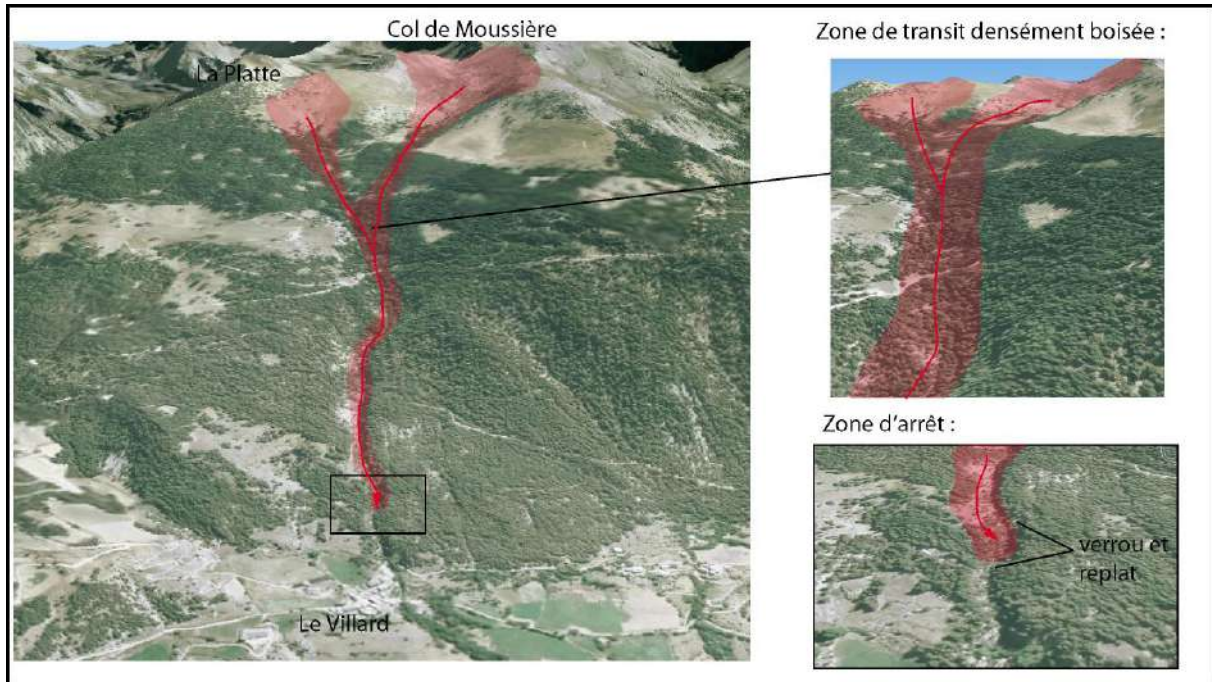 Col de Moussière
La Platte
Le Villard
Zone de transit densément boisée :
Zone d'arrêt :
verrou et
replat